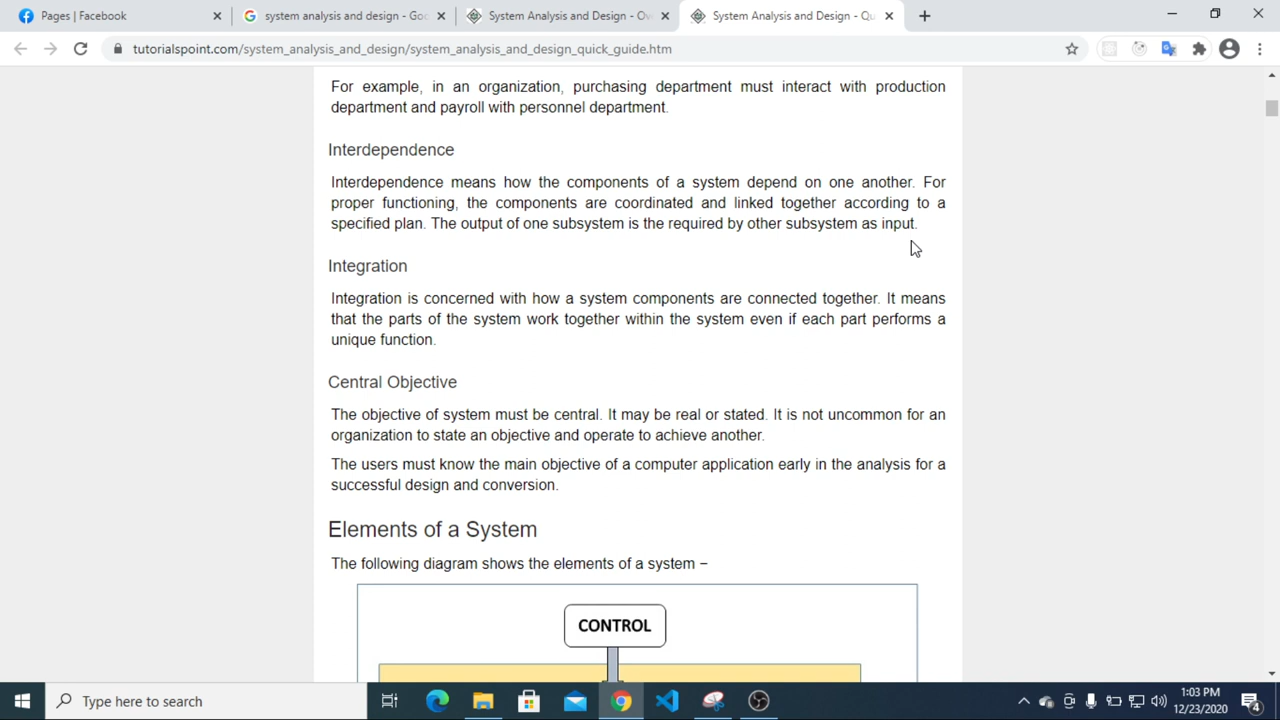 Pages | Facebook
system analysis and design - Goo
System Analysis and Design - Ove
System Analysis and Design - Qu
tutorialspoint.com/system_analysis_and_design/system_analysis_and_design_quick_guide.htm
For example, in an organization, purchasing department must interact with production
department and payroll with personnel department.
Interdependence
Interdependence means how the components of a system depend on one another. For
proper functioning, the components are coordinated and linked together according to a
specified plan. The output of one subsystem is the required by other subsystem as input.
Integration
Integration is concerned with how a system components are connected together. It means
that the parts of the system work together within the system even if each part performs a
unique function.
Central Objective
The objective of system must be central. It may be real or stated. It is not uncommon for an
organization to state an objective and operate to achieve another.
The users must know the main objective of a computer application early in the analysis for a
successful design and conversion.
Elements of a System
The following diagram shows the elements of a system −
CONTROL
Type here to search
1:03 PM
12/23/2020
4